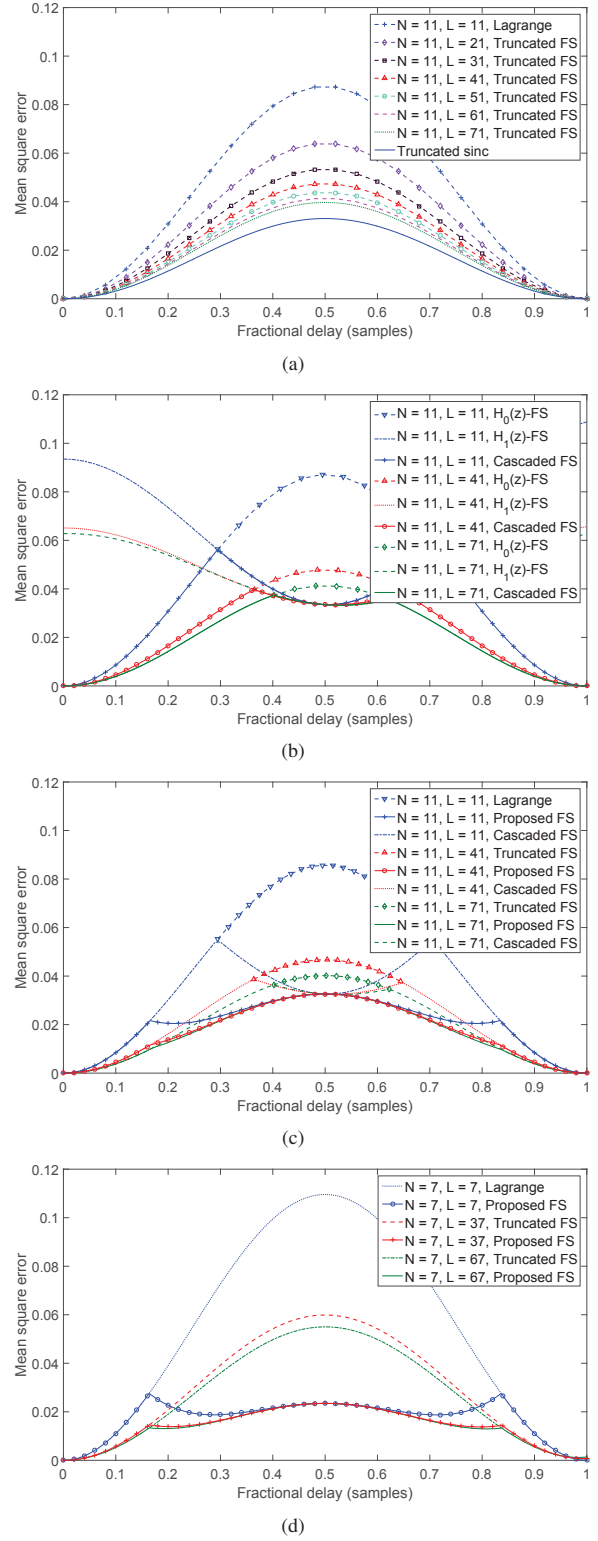 0.12
0.1
0.08
0.06
0.04
0.02
0
Mean square error
N = 11, L = 11, Lagrange
N = 11, L = 21, Truncated FS
N = 11, L = 31, Truncated FS
N = 11, L = 41, Truncated FS
N = 11, L = 51, Truncated FS
N = 11, L = 61, Truncated FS
N = 11, L = 71, Truncated FS
Truncated sinc
0 0.1 0.2 0.3 0.4 0.5 0.6 0.7 0.8 0.9 1
Fractional delay (samples)
(a)
0.12
0.1
0.08
0.06
0.04
0.02
0
Mean square error
N = 11, L = 11, H0(z)-FS
N = 11, L = 11, H1(z)-FS
N = 11, L = 11, Cascaded FS
N = 11, L = 41, H0(z)-FS
N = 11, L = 41, H1(z)-FS
N = 11, L = 41, Cascaded FS
N = 11, L = 71, H0(z)-FS
N = 11, L = 71, H1(z)-FS
N = 11, L = 71, Cascaded FS
0 0.1 0.2 0.3 0.4 0.5 0.6 0.7 0.8 0.9 1
Fractional delay (samples)
(b)
0.12
0.1
0.08
0.06
0.04
0.02
0
Mean square error
N = 11, L = 11, Lagrange
N = 11, L = 11, Proposed FS
N = 11, L = 11, Cascaded FS
N = 11, L = 41, Truncated FS
N = 11, L = 41, Proposed FS
N = 11, L = 41, Cascaded FS
N = 11, L = 71, Truncated FS
N = 11, L = 71, Proposed FS
N = 11, L = 71, Cascaded FS
0 0.1 0.2 0.3 0.4 0.5 0.6 0.7 0.8 0.9 1
Fractional delay (samples)
(c)
0.12
0.1
0.08
0.06
0.04
0.02
0
Mean square error
N = 7, L = 7, Lagrange
N = 7, L = 7, Proposed FS
N = 7, L = 37, Truncated FS
N = 7, L = 37, Proposed FS
N = 7, L = 67, Truncated FS
N = 7, L = 67, Proposed FS
0 0.1 0.2 0.3 0.4 0.5 0.6 0.7 0.8 0.9 1
Fractional delay (samples)
(d)